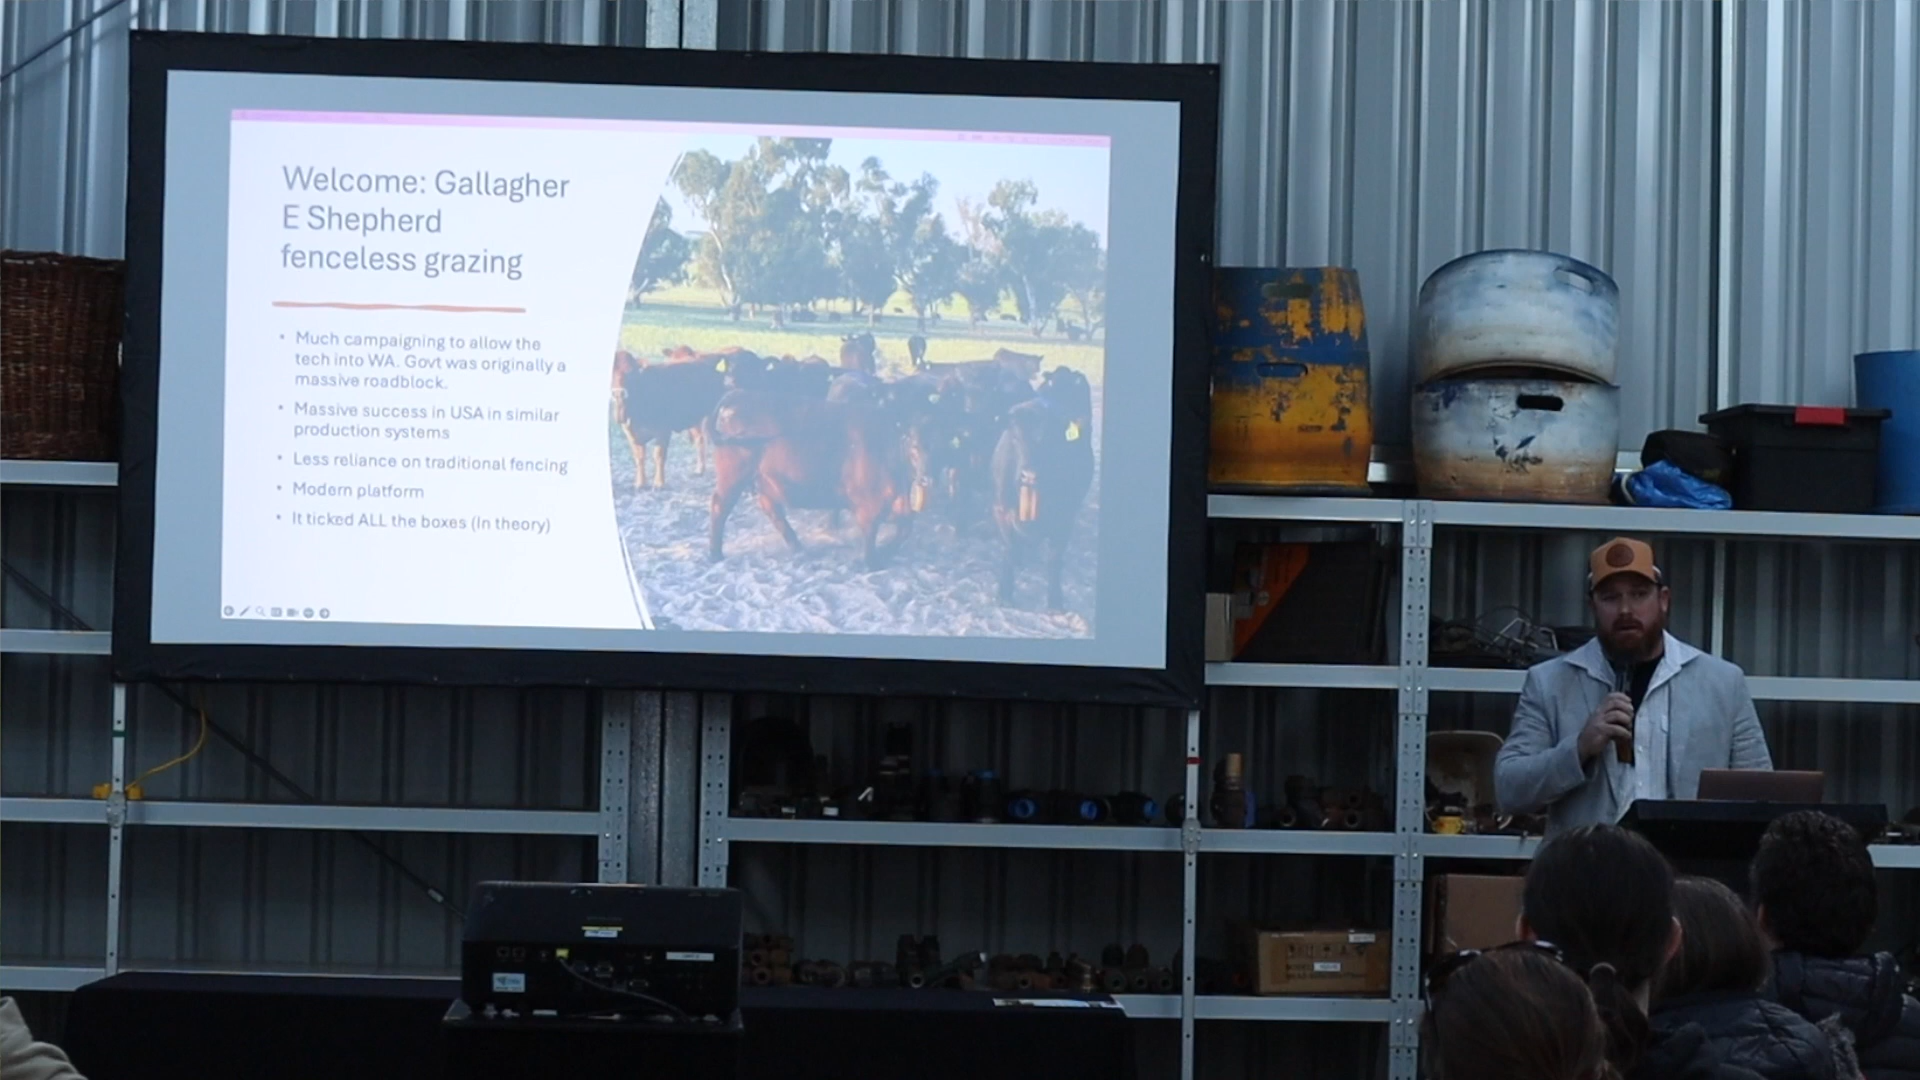 Welcome: Gallagher
E Shepherd
fenceless grazing
• Much campaigning to allow the
tech into WA. Govt was originally a
massive roadblock.
• Massive success in USA in similar
production systems
• Less reliance on traditional fencing
• Modern platform
• It ticked ALL the boxes (In theory)